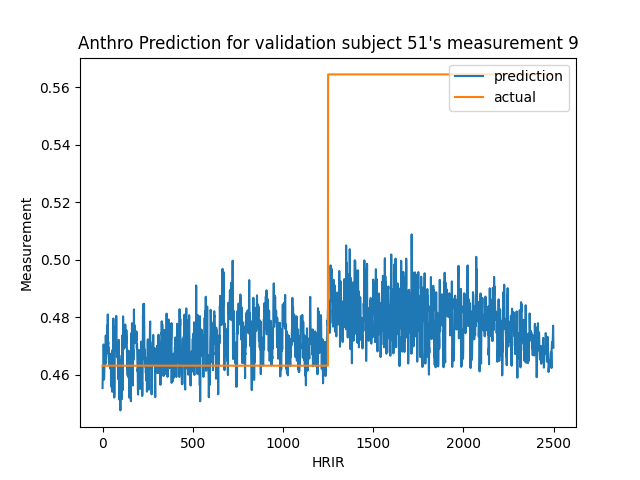 Anthro Prediction for validation subject 51's measurement 9
prediction
actual
Measurement
0.56
0.54
0.52
0.50
0.48
0.46
0
500
1000
1500
2000
2500
HRIR